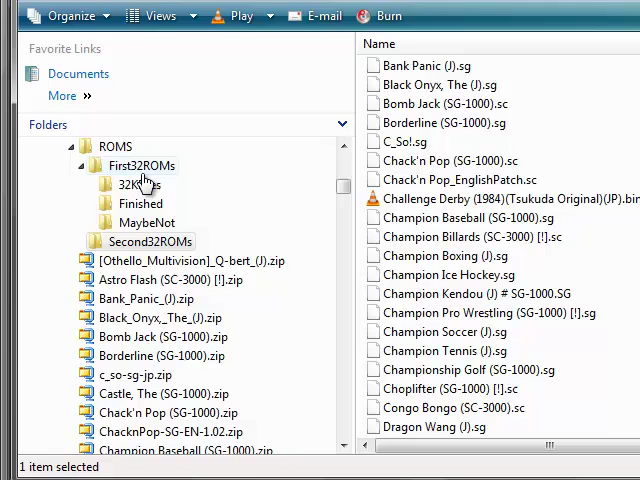 Organize Views Play E-mail Burn
Favorite Links
Documents
More »
Folders
ROMS
First32ROMs
Finished
MaybeNot
Second32ROMs
[Othello_Multivision]_Q-bert_(J).zip
Astro Flash (SC-3000) [!].zip
Bank_Panic_(J).zip
Black_Onyx,_The_(J).zip
Bomb Jack (SG-1000).zip
Borderline (SG-1000).zip
c_so-sg-jp.zip
Castle, The (SG-1000).zip
Chack'n Pop (SG-1000).zip
ChacknPop-SG-EN-1.02.zip
Champion Baseball (SG-1000).zip
Name
Bank Panic (J).sg
Black Onyx, The (J).sg
Bomb Jack (SG-1000).sc
Borderline (SG-1000).sg
C_So!.sg
Chack'n Pop (SG-1000).sc
Chack'n Pop_EnglishPatch.sc
Challenge Derby (1984)(Tsukuda Original)(JP).bin
Champion Baseball (SG-1000).sg
Champion Billards (SC-3000) [!].sc
Champion Boxing (J).sg
Champion Ice Hockey.sg
Champion Kendou (J) # SG-1000.SG
Champion Pro Wrestling (SG-1000) [!].sg
Champion Soccer (J).sg
Champion Tennis (J).sg
Championship Golf (SG-1000).sg
Choplifter (SG-1000) [!].sc
Congo Bongo (SC-3000).sc
Dragon Wang (J).sg
1 item selected